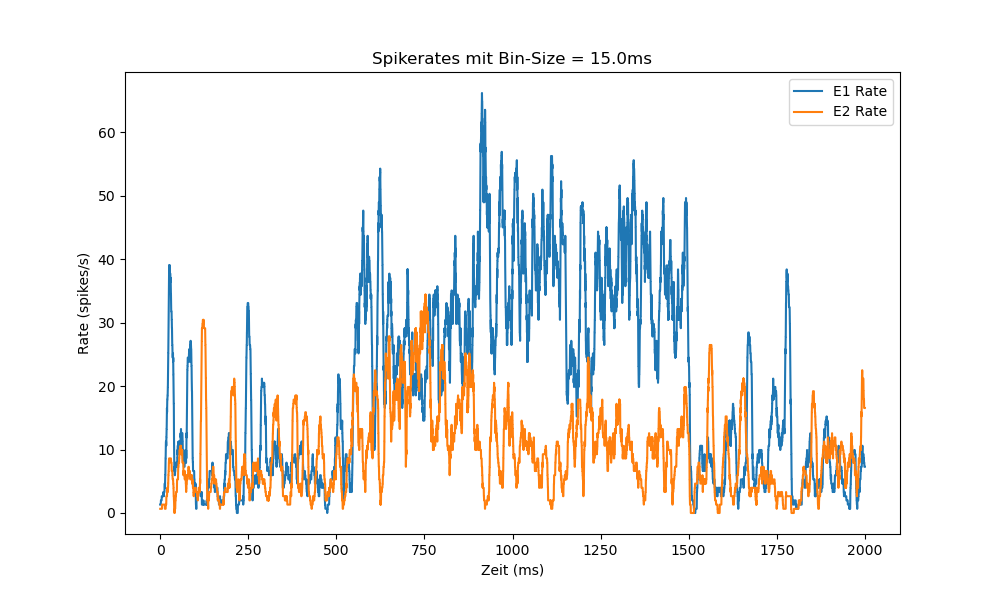 Spikerates mit Bin-Size = 15.0ms
E1 Rate
E2 Rate
Rate (spikes/s)
60
50
40
30
20
10
0
0 250 500 750 1000 1250 1500 1750 2000
Zeit (ms)